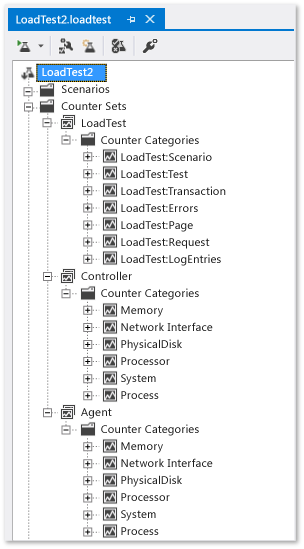 LoadTest2.loadtest
LoadTest2
Scenarios
Counter Sets
LoadTest
Counter Categories
LoadTest:Scenario
LoadTest:Test
LoadTest:Transaction
LoadTest:Errors
LoadTest:Page
LoadTest:Request
LoadTest:LogEntries
Controller
Counter Categories
Memory
Network Interface
PhysicalDisk
Processor
System
Process
Agent
Counter Categories
Memory
Network Interface
PhysicalDisk
Processor
System
Process